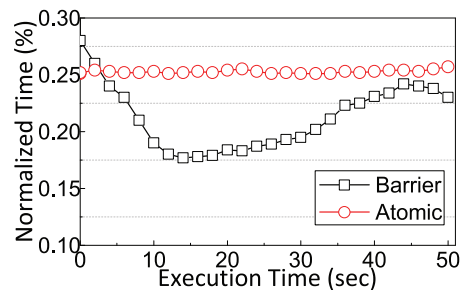 Normalized Time (%)
0.30
0.25
0.20
0.15
0.10
Barrier
Atomic
0 10 20 30 40 50
Execution Time (sec)